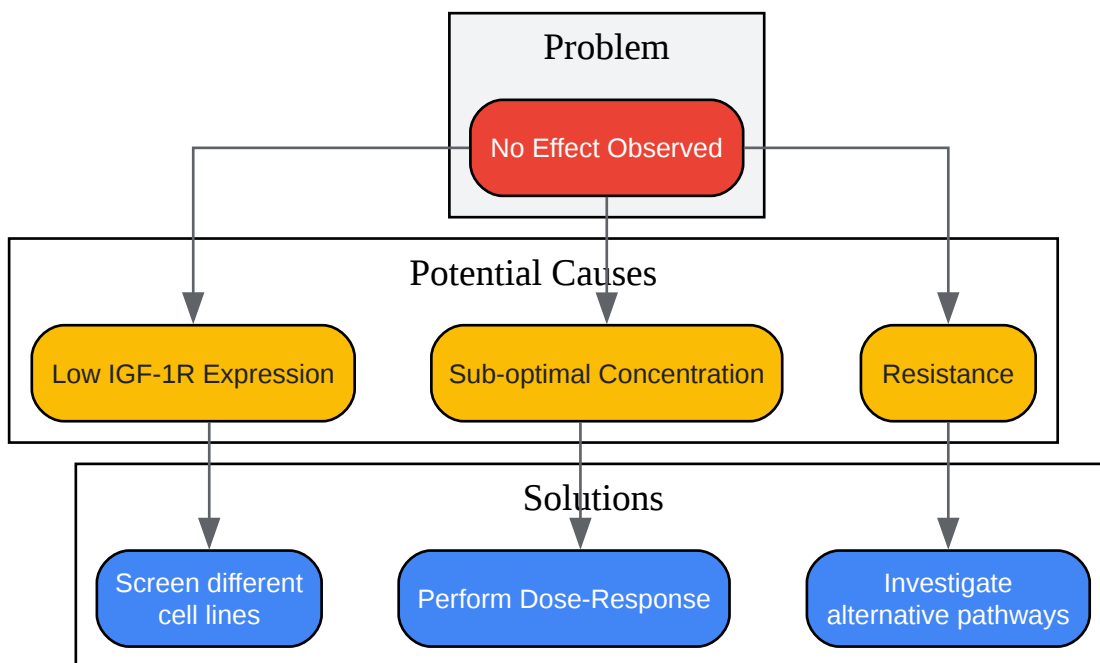 Problem
No Effect Observed
Potential Causes
Low IGF-1R Expression
Sub-optimal Concentration
Resistance
Solutions
Screen different
cell lines
Perform Dose-Response
Investigate
alternative pathways